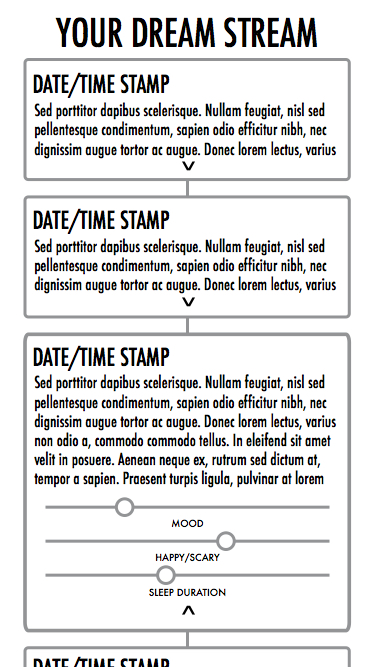 YOUR DREAM STREAM
DATE/TIME STAMP
Sed porttitor dapibus scelerisque. Nullam feugiat, nisl sed
pellentesque condimentum, sapien odio efficitur nibh, nec
dignissim augue tortor ac augue. Donec lorem lectus, varius
DATE/TIME STAMP
Sed porttitor dapibus scelerisque. Nullam feugiat, nisl sed
pellentesque condimentum, sapien odio efficitur nibh, nec
dignissim augue tortor ac augue. Donec lorem lectus, varius
DATE/TIME STAMP
Sed porttitor dapibus scelerisque. Nullam feugiat, nisl sed
pellentesque condimentum, sapien odio efficitur nibh, nec
dignissim augue tortor ac augue. Donec lorem lectus, varius
non odio a, commodo commodo tellus. In eleifend sit amet
velit in posuere. Aenean neque ex, rutrum sed dictum at,
tempor a sapien. Praesent turpis ligula, pulvinar at lorem
MOOD
HAPPY/SCARY
SLEEP DURATION
DATE/TIME STAMP